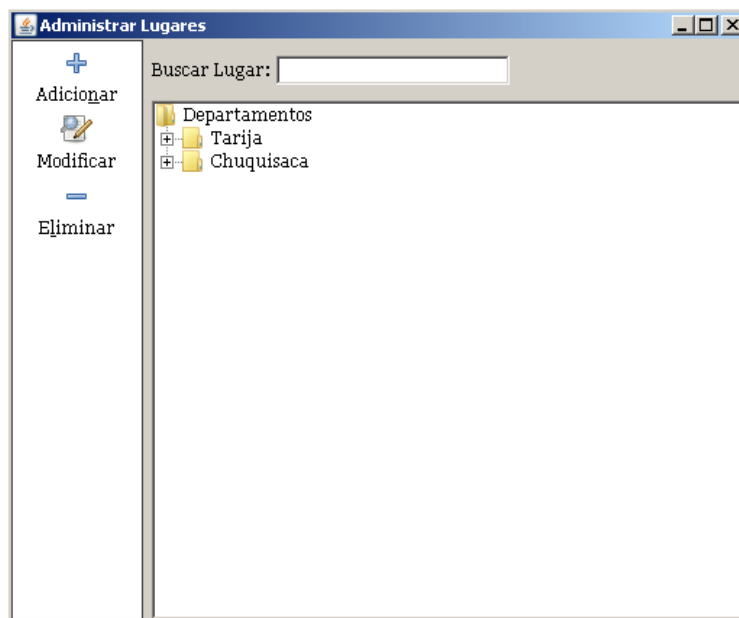 Administrar Lugares
Adicionar
Modificar
Eliminar
Buscar Lugar:
Departamentos
Tarija
Chuquisaca